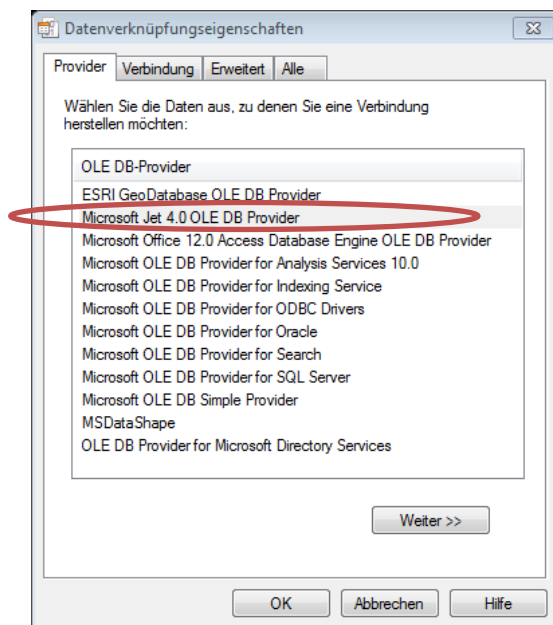 Datenverknüpfungseigenschaften
Provider Verbindung Erweitert Alle
Wählen Sie die Daten aus, zu denen Sie eine Verbindung
herstellen möchten:
OLE DB-Provider
ESRI GeoDatabase OLE DB Provider
Microsoft Jet 4.0 OLE DB Provider
Microsoft Office 12.0 Access Database Engine OLE DB Provider
Microsoft OLE DB Provider for Analysis Services 10.0
Microsoft OLE DB Provider for Indexing Service
Microsoft OLE DB Provider for ODBC Drivers
Microsoft OLE DB Provider for Oracle
Microsoft OLE DB Provider for Search
Microsoft OLE DB Provider for SQL Server
Microsoft OLE DB Simple Provider
MSDataShape
OLE DB Provider for Microsoft Directory Services
Weiter >>
OK Abbrechen Hilfe